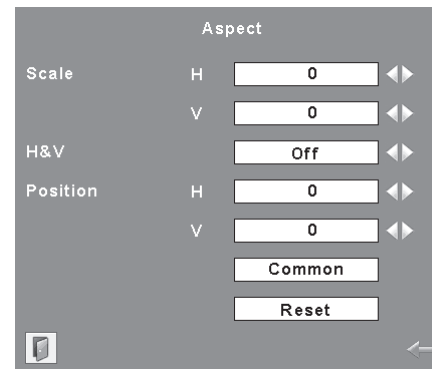 Aspect
Scale H 0
V 0
H&V Off
Position H 0
V 0
Common
Reset